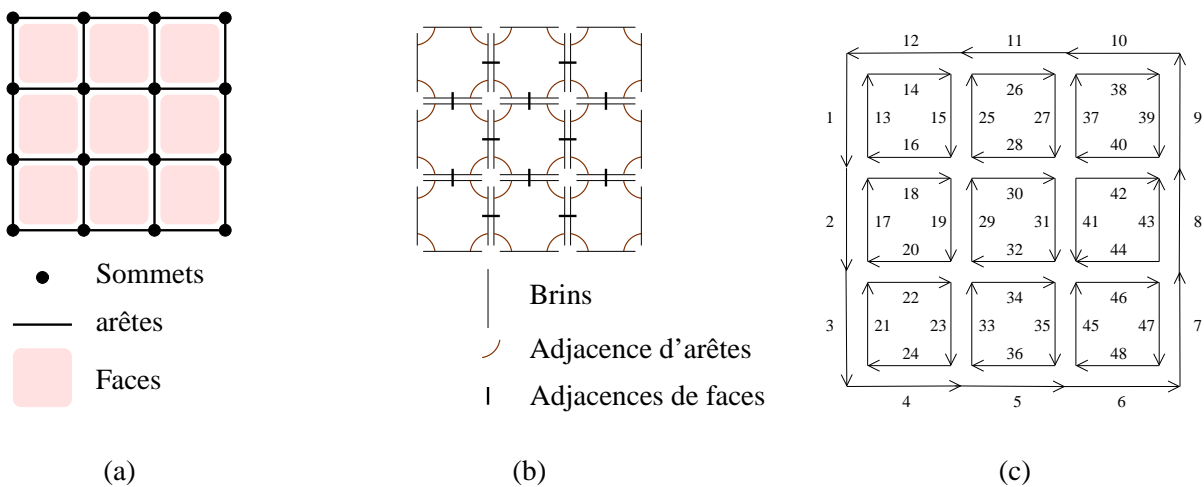 Sommets
arêtes
Faces
(a)
Brins
Adjacence d'arêtes
Adjacences de faces
(b)
12 11 10
14 26 38
1 13 15 25 27 37 39 9
16 28 40
18 30 42
2 17 19 29 31 41 43 8
20 32 44
22 34 46
3 21 23 33 35 45 47 7
24 36 48
4 5 6
(c)